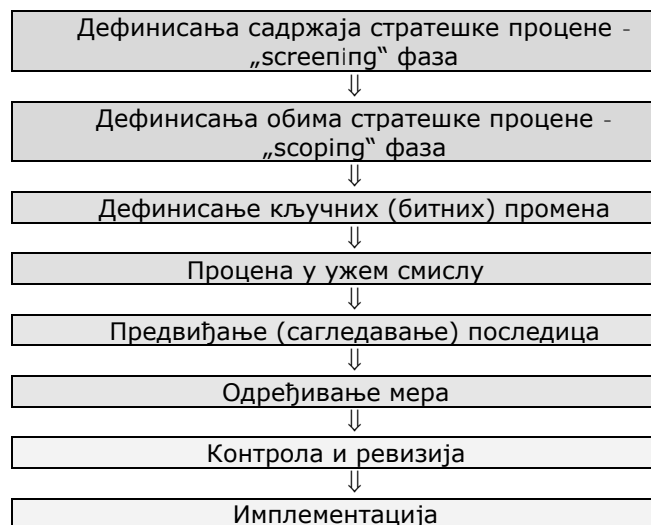 Дефинисања садржаја стратешке процене -
„screeninng“ фаза
⇓
Дефинисања обима стратешке процене -
„scoping“ фаза
⇓
Дефинисање кључних (битних) промена
⇓
Процена у ужем смислу
⇓
Предвиђање (сагледавање) последица
⇓
Одређивање мера
⇓
Контрола и ревизија
⇓
Имплементација